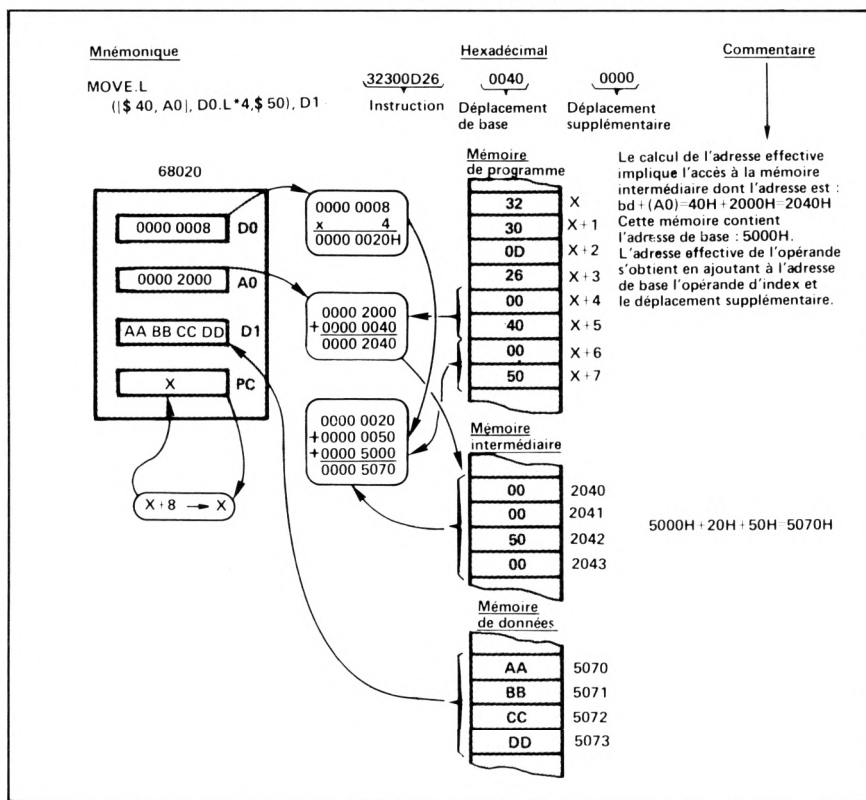 Mnémonique
Hexadécimal
Commentaire
MOVE.L
([$ 40, A0], D0.L*4,$ 50), D1
32300D26
0040
0000
Instruction
Déplacement
de base
Déplacement
supplémentaire
68020
0000 0008 D0
0000 2000 A0
AA BB CC DD D1
X PC
X+8 → X
0000 0008
x 4
0000 0020H
0000 2000
+0000 0040
0000 2040
0000 0020
+0000 0050
+0000 5000
0000 5070
Mémoire
de programme
32 X
30 X+1
0D X+2
26 X+3
00 X+4
40 X+5
00 X+6
50 X+7
Le calcul de l'adresse effective
implique l'accès à la mémoire
intermédiaire dont l'adresse est :
bd+(A0)=40H+2000H=2040H
Cette mémoire contient
l'adresse de base : 5000H.
L'adresse effective de l'opérande
s'obtient en ajoutant à l'adresse
de base l'opérande d'index et
le déplacement supplémentaire.
Mémoire
intermédiaire
00 2040
00 2041
50 2042
00 2043
5000H+20H+50H=5070H
Mémoire
de données
AA 5070
BB 5071
CC 5072
DD 5073